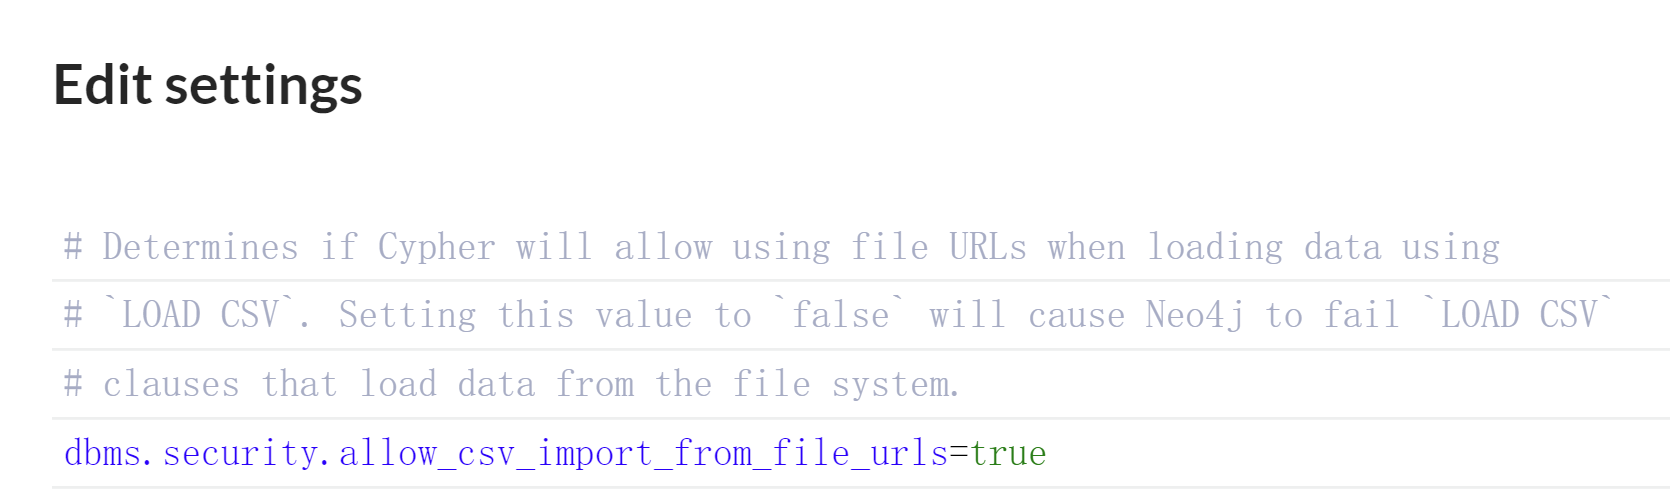 Edit settings
# Determines if Cypher will allow using file URLs when loading data using
# `LOAD CSV`. Setting this value to `false` will cause Neo4j to fail `LOAD CSV`
# clauses that load data from the file system.
dbms.security.allow_csv_import_from_file_urls=true